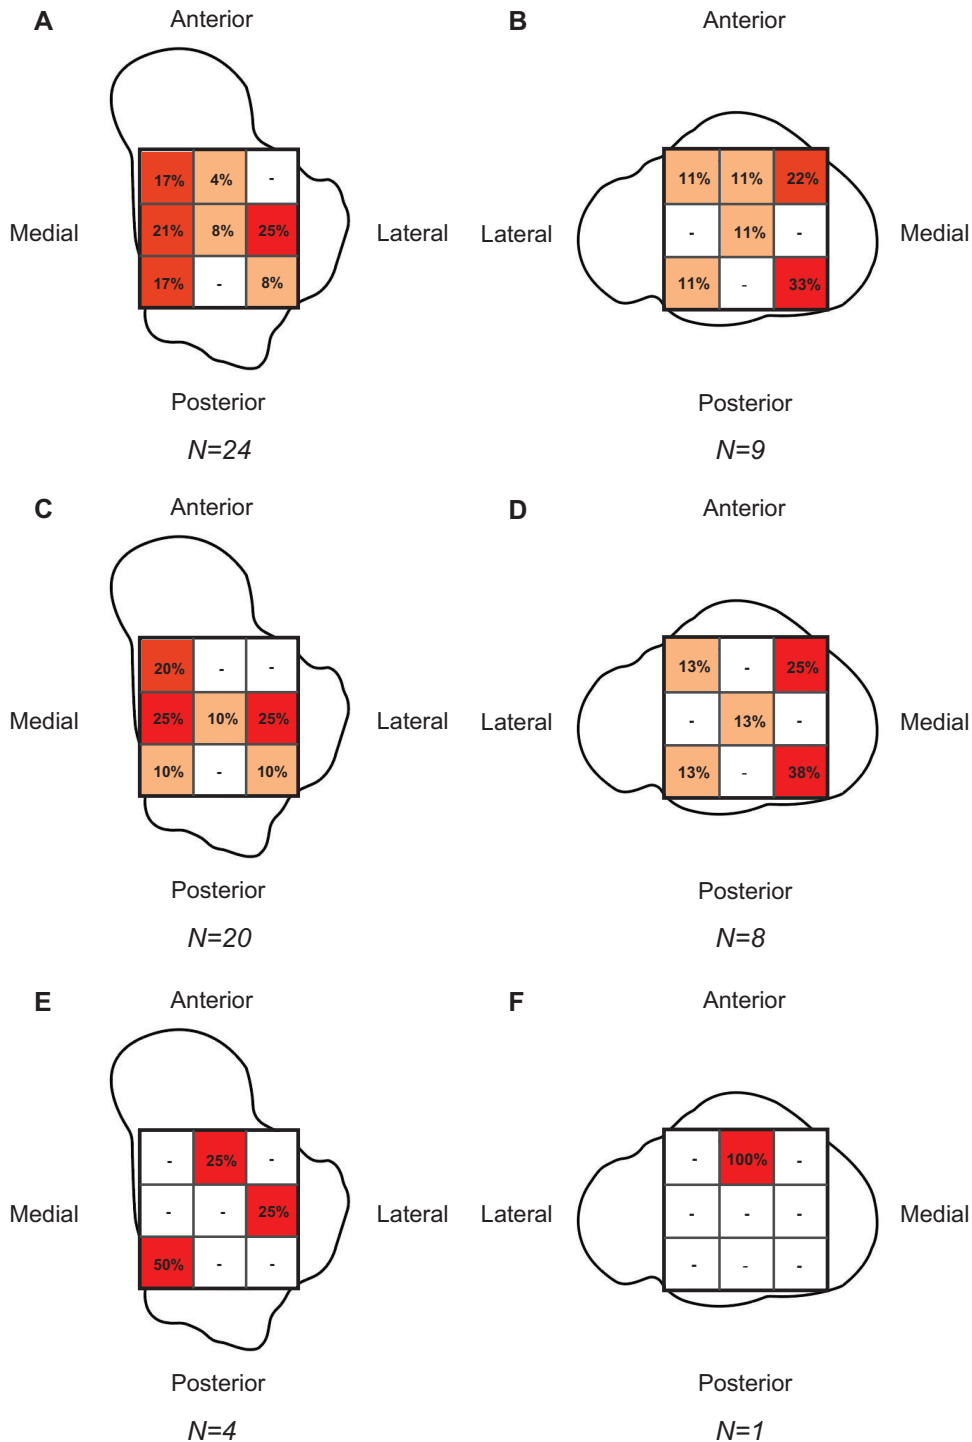 A Anterior
17% 4% -
Medial 21% 8% 25% Lateral
17% - 8%
Posterior
N=24
B Anterior
11% 11% 22%
Lateral - 11% - Medial
11% - 33%
Posterior
N=9
C Anterior
20% - -
Medial 25% 10% 25% Lateral
10% - 10%
Posterior
N=20
D Anterior
13% - 25%
Lateral - 13% - Medial
13% - 38%
Posterior
N=8
E Anterior
- 25% -
Medial - - 25% Lateral
50% - -
Posterior
N=4
F Anterior
- 100% -
Lateral - - - Medial
- - -
Posterior
N=1